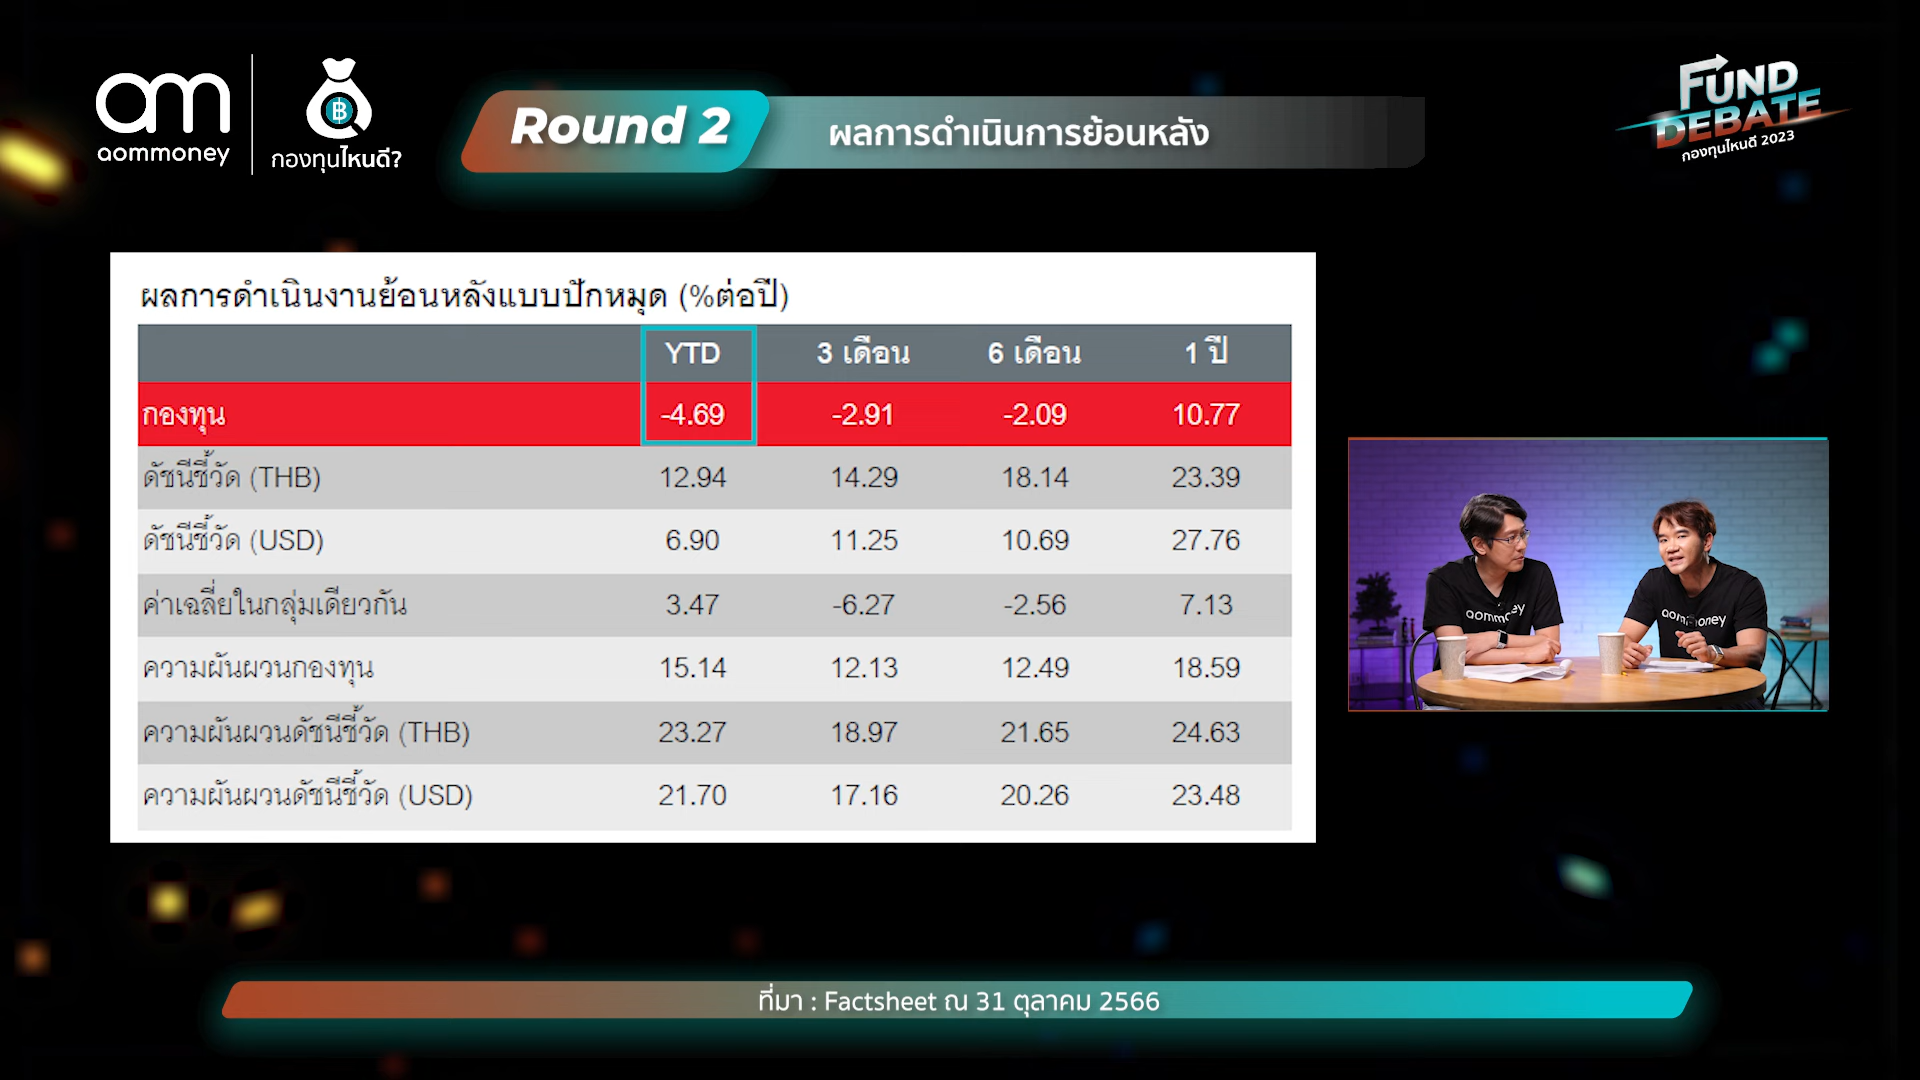 am
aommoney
กองทุนไหนดี?
Round 2
ผลการดำเนินการย้อนหลัง
FUND
DEBATE
กองทุนไหนดี 2023
ผลการดำเนินงานย้อนหลังแบบปักหมุด (%ต่อปี)
YTD 3 เดือน 6 เดือน 1 ปี
กองทุน -4.69 -2.91 -2.09 10.77
ดัชนีชี้วัด (THB) 12.94 14.29 18.14 23.39
ดัชนีชี้วัด (USD) 6.90 11.25 10.69 27.76
ค่าเฉลี่ยในกลุ่มเดียวกัน 3.47 -6.27 -2.56 7.13
ความผันผวนกองทุน 15.14 12.13 12.49 18.59
ความผันผวนดัชนีชี้วัด (THB) 23.27 18.97 21.65 24.63
ความผันผวนดัชนีชี้วัด (USD) 21.70 17.16 20.26 23.48
aommoney
aommoney
ที่มา : Factsheet ณ 31 ตุลาคม 2566